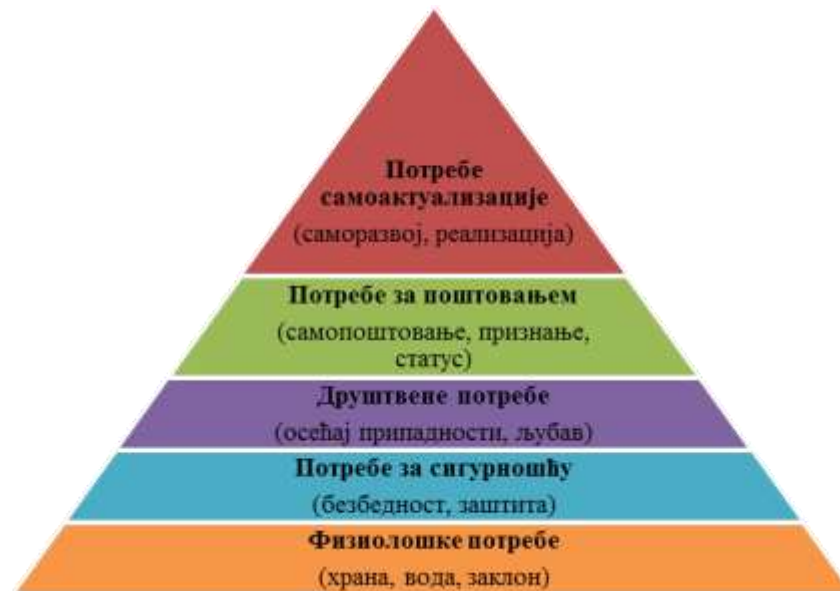 Потребе
самоактуализације
(саморазвој, реализација)
Потребе за поштовањем
(самопоштовање, признање,
статус)
Друштвене потребе
(осећај припадности, љубав)
Потребе за сигурношћу
(безбедност, заштита)
Физиолошке потребе
(храна, вода, заклон)